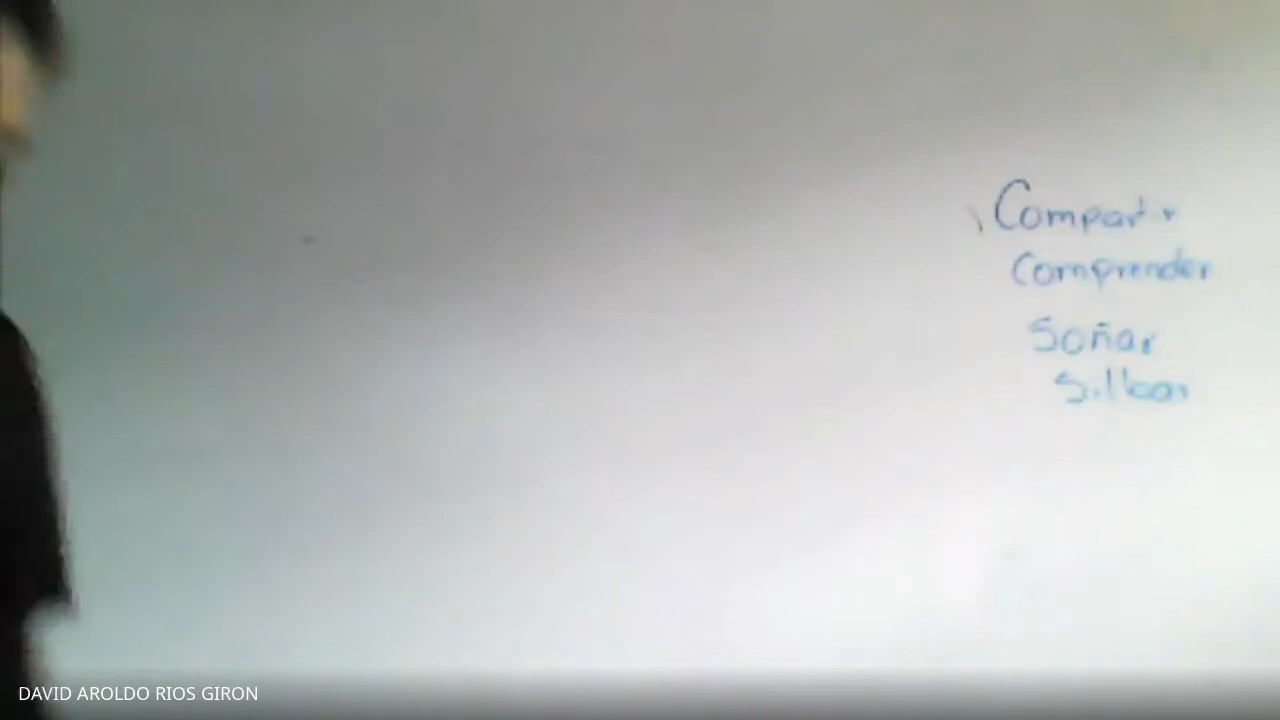 Compartir
Comprender
Soñar
Silbar
DAVID AROLDO RIOS GIRON